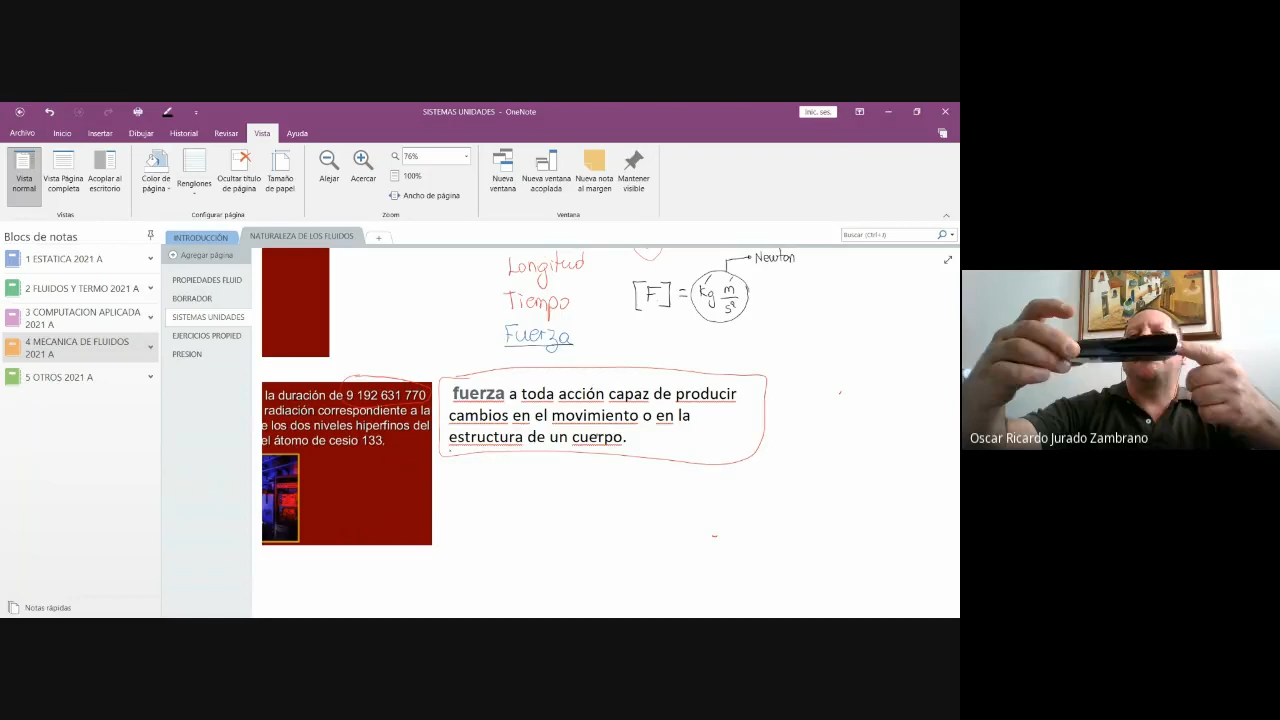 SISTEMAS UNIDADES - OneNote
Inic. ses.
Archivo Inicio Insertar Dibujar Historial Revisar Vista Ayuda
Vista normal
Vista Página completa
Acoplar al escritorio
Vistas
Color de página
Renglones
Ocultar título de página
Tamaño de papel
Configurar página
Alejar
Acercar
76%
100%
Ancho de página
Zoom
Nueva ventana
Nueva ventana acoplada
Nueva nota al margen
Mantener visible
Ventana
Blocs de notas
INTRODUCCIÓN
NATURALEZA DE LOS FLUIDOS
+
Buscar (Ctrl+J)
1 ESTATICA 2021 A
2 FLUIDOS Y TERMO 2021 A
3 COMPUTACION APLICADA
2021 A
4 MECANICA DE FLUIDOS
2021 A
5 OTROS 2021 A
Notas rápidas
Agregar página
PROPIEDADES FLUID
BORRADOR
SISTEMAS UNIDADES
EJERCICIOS PROPIED
PRESION
Longitud
Tiempo
Fuerza
Newton
[F] = kg m/s²
la duración de 9 192 631 770
radiación correspondiente a la
e los dos niveles hiperfinos del
el átomo de cesio 133.
fuerza a toda acción capaz de producir
cambios en el movimiento o en la
estructura de un cuerpo.
Oscar Ricardo Jurado Zambrano